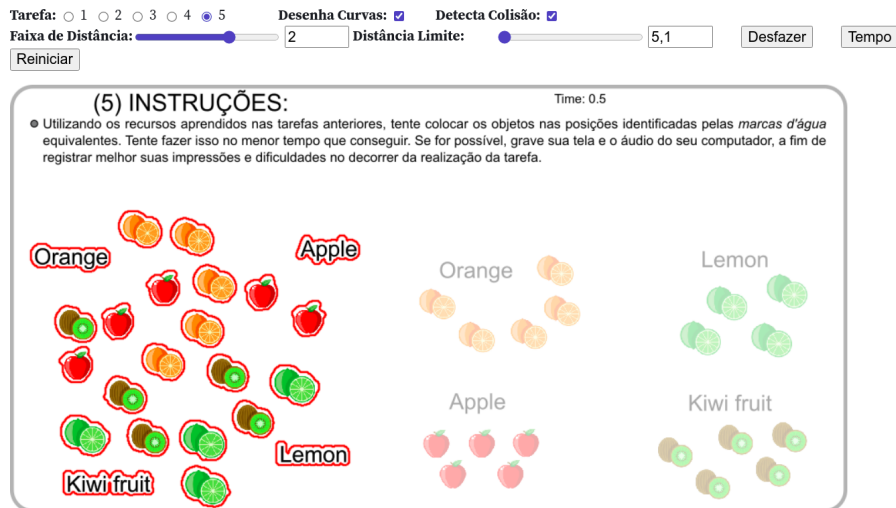 Tarefa: 1 2 3 4 5 Desenha Curvas: Detecta Colisão:
Faixa de Distância: 2 Distância Limite: 5,1 Desfazer Tempo
Reiniciar
(5) INSTRUÇÕES: Time: 0.5
Utilizando os recursos aprendidos nas tarefas anteriores, tente colocar os objetos nas posições identificadas pelas marcas d'água
equivalentes. Tente fazer isso no menor tempo que conseguir. Se for possível, grave sua tela e o áudio do seu computador, a fim de
registrar melhor suas impressões e dificuldades no decorrer da realização da tarefa.
Orange Apple
Orange Lemon
Apple Kiwi fruit
Lemon
Kiwi fruit